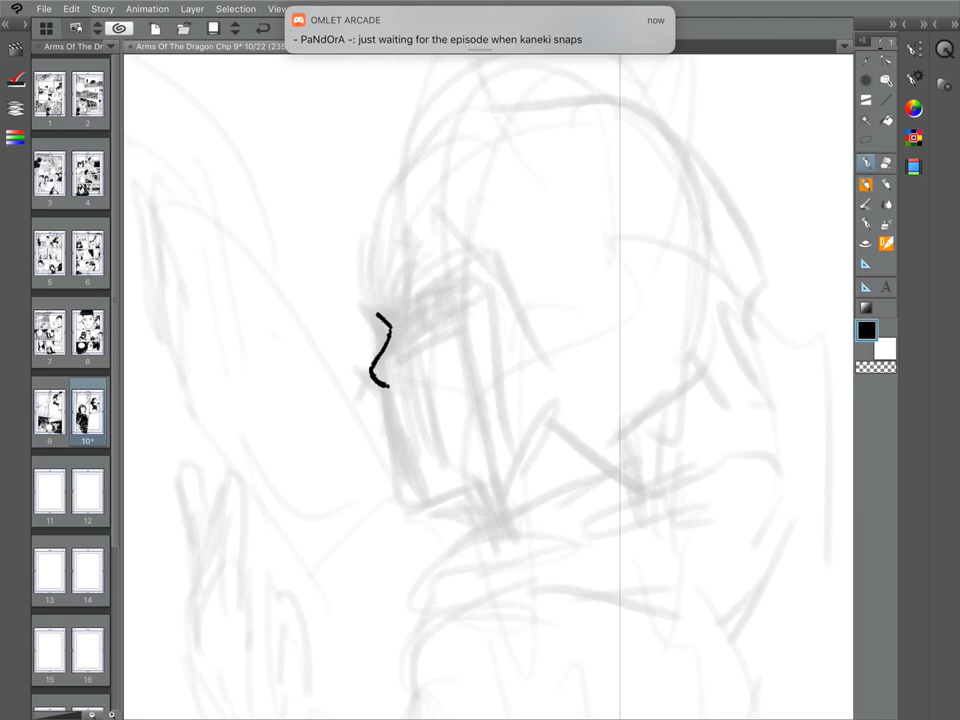 File Edit Story Animation Layer Selection View
OMLET ARCADE now
- PaNdOrA -: just waiting for the episode when kaneki snaps
Arms Of The Dr
Arms Of The Dragon Chp 9* 10/22 (235
1 2
3 4
5 6
7 8
9 10*
11 12
13 14
15 16
T
A